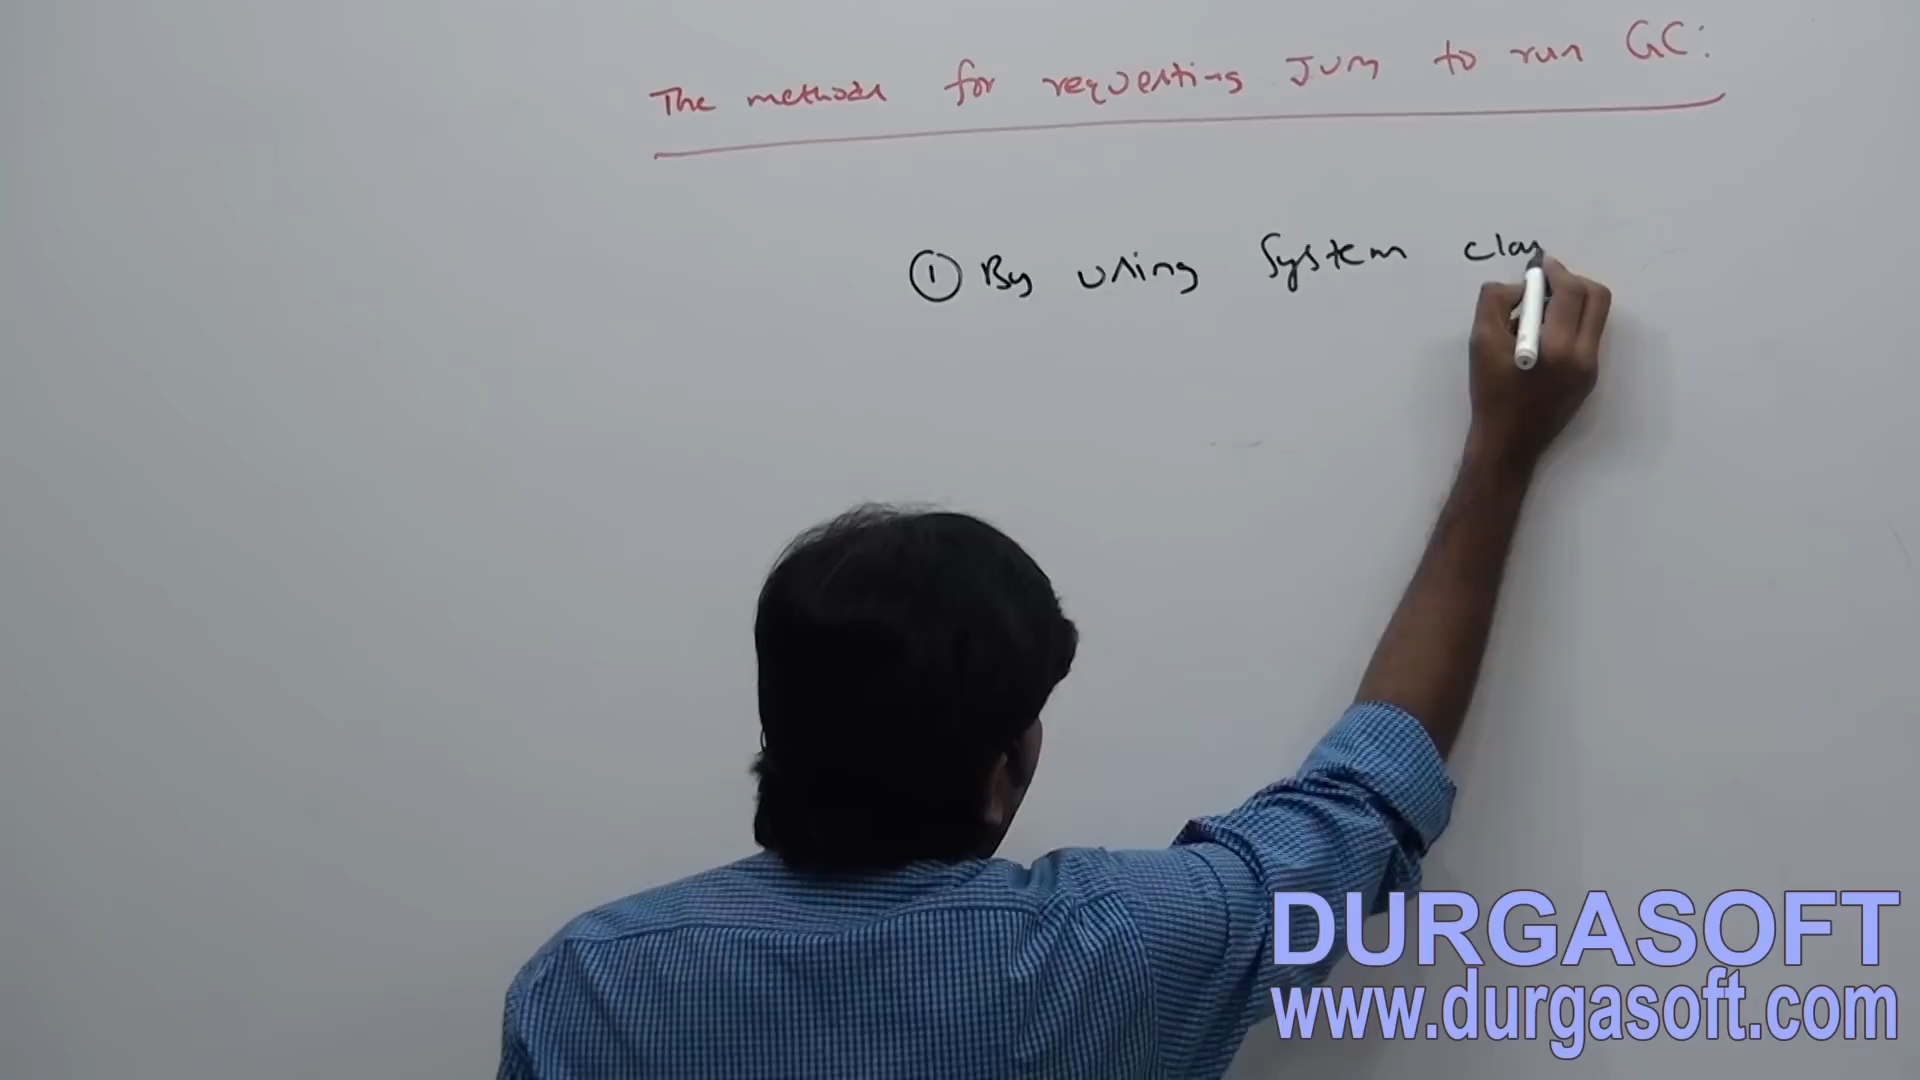 The methods for requesting JVM to run GC:
① By using System clas
DURGASOFT
www.durgasoft.com